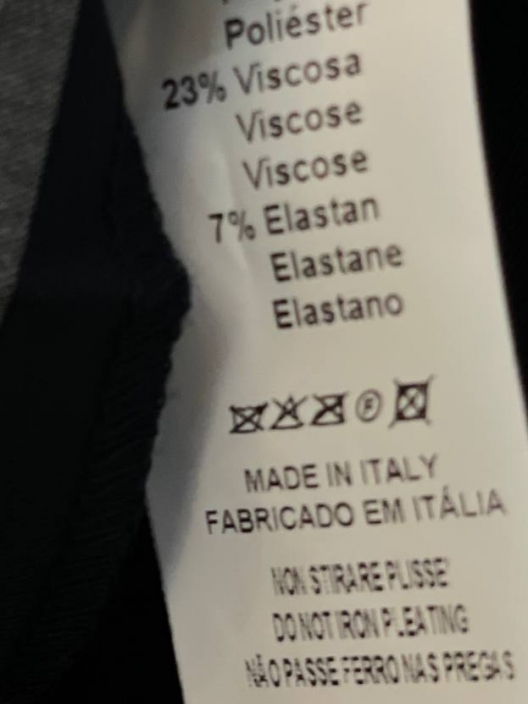 Poliéster
23% Viscosa
Viscose
Viscose
7% Elastan
Elastane
Elastano
P
MADE IN ITALY
FABRICADO EM ITÁLIA
NON STIRARE PLISSE'
DO NOT IRON PLEATING
NÃO PASSE FERRO NAS PREGAS